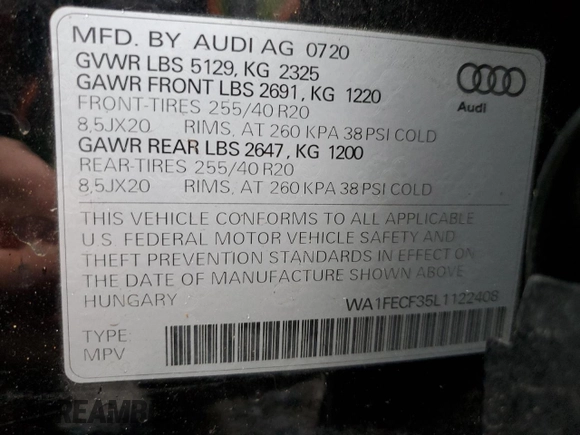 MFD. BY AUDI AG 0720
GVWR LBS 5129, KG 2325
GAWR FRONT LBS 2691, KG 1220
FRONT-TIRES 255/40 R20
8,5JX20 RIMS, AT 260 KPA 38 PSI COLD
GAWR REAR LBS 2647, KG 1200
REAR-TIRES 255/40 R20
8,5JX20 RIMS, AT 260 KPA 38 PSI COLD
Audi
THIS VEHICLE CONFORMS TO ALL APPLICABLE
U.S. FEDERAL MOTOR VEHICLE SAFETY AND
THEFT PREVENTION STANDARDS IN EFFECT ON
THE DATE OF MANUFACTURE SHOWN ABOVE
HUNGARY
WA1FECF35L1122408
TYPE:
MPV